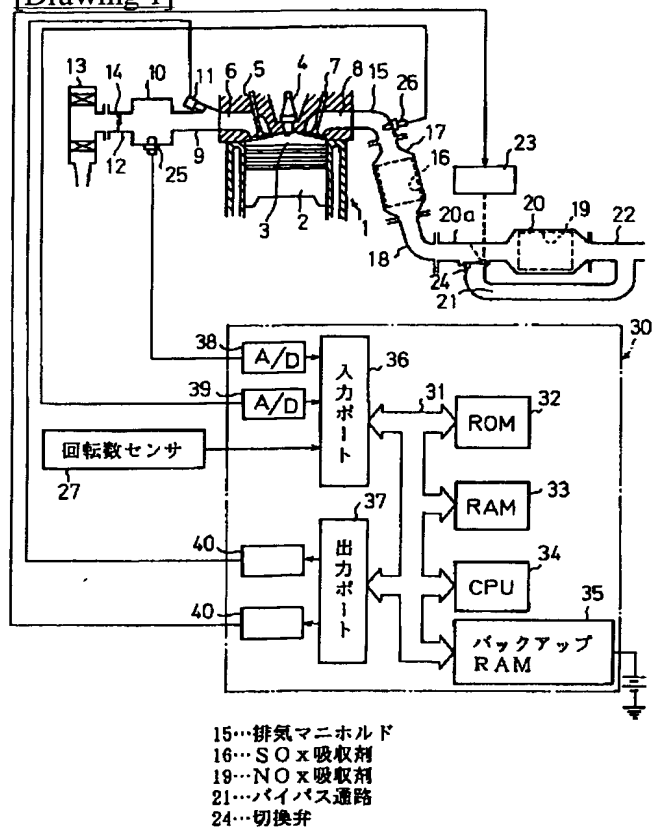 [Drawing 1]
13 14 10 11 6 5 4 7 8 15 26
12 25 9 3 2 1 16 17 23
18 20a 20 19 22
24 21
30
38 A/D 36 入力ポート
39 A/D 31 ROM 32
回転数センサ
27
RAM 33
37 出力ポート
40
CPU 34
40
35
バックアップ
RAM
15…排気マニホルド
16…SOx吸収剤
19…NOx吸収剤
21…バイパス通路
24…切換弁